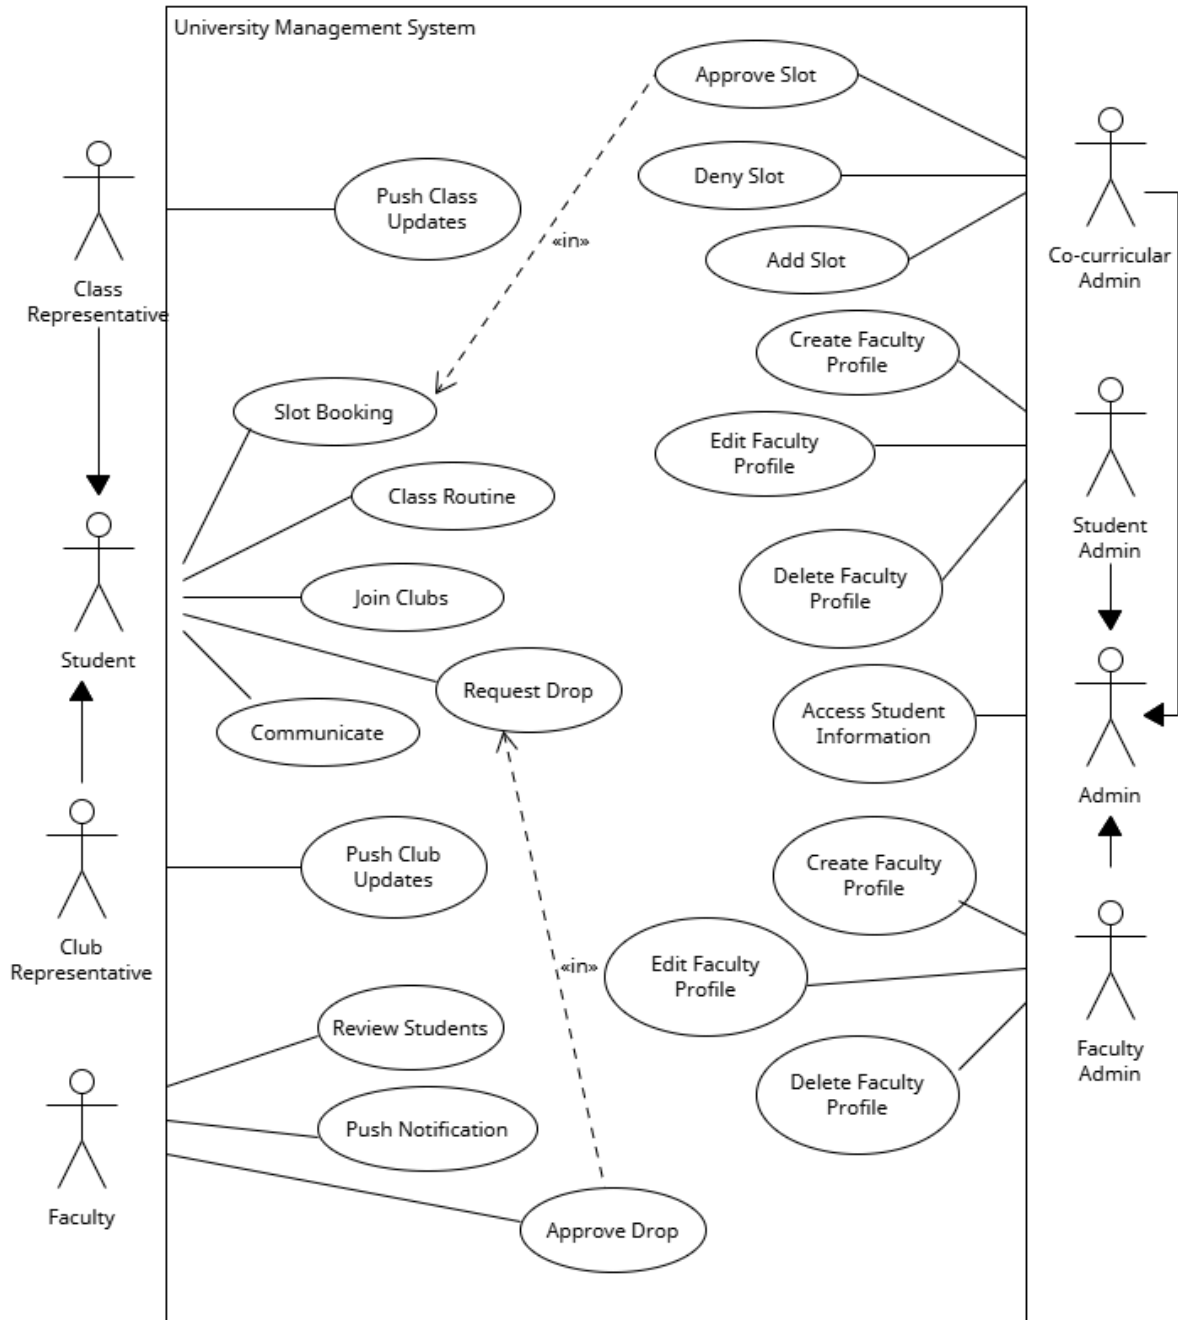 University Management System
Approve Slot
Deny Slot
Push Class
Updates
«in»
Add Slot
Co-curricular
Admin
Class
Representative
Create Faculty
Profile
Slot Booking
Edit Faculty
Profile
Class Routine
Student
Admin
Delete Faculty
Profile
Join Clubs
Student
Request Drop
Access Student
Information
Communicate
Admin
Push Club
Updates
Create Faculty
Profile
Club
Representative
«in»
Edit Faculty
Profile
Review Students
Faculty
Admin
Delete Faculty
Profile
Push Notification
Faculty
Approve Drop